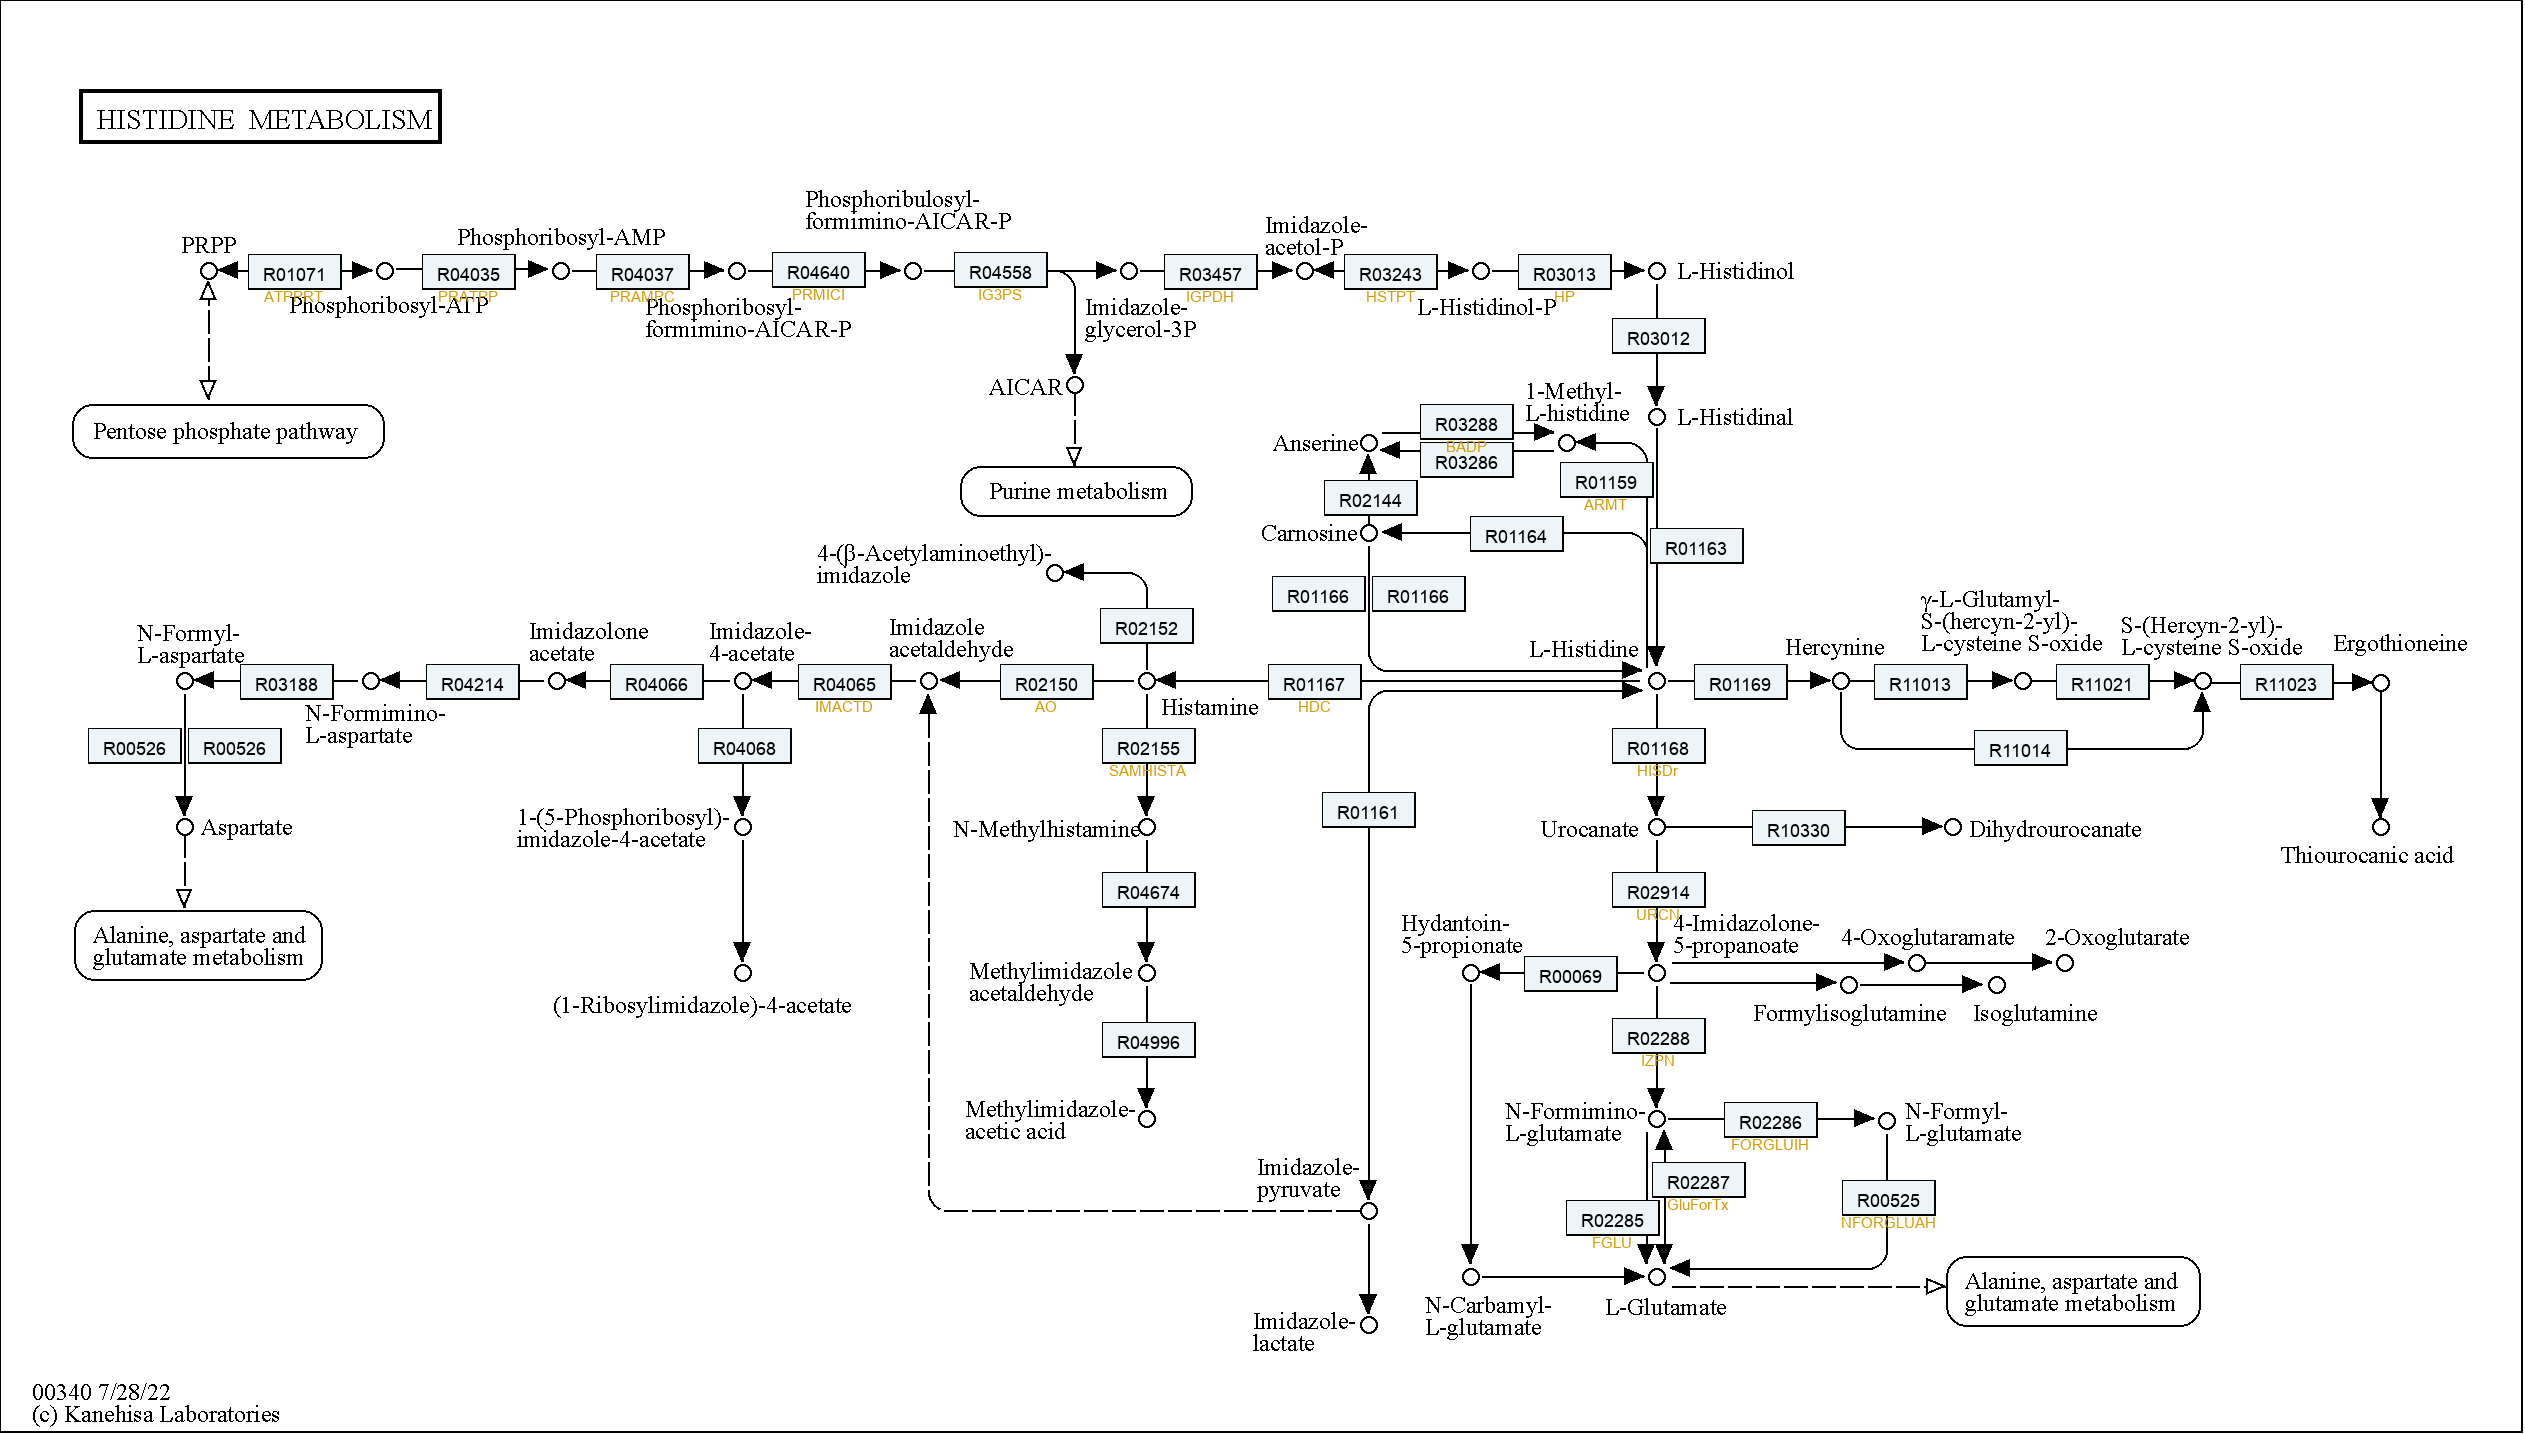 HISTIDINE METABOLISM
Phosphoribulosyl-
formimino-AICAR-P
PRPP
Phosphoribosyl-AMP
Imidazole-
acetol-P
R01071
R04035
R04037
R04640
R04558
R03457
R03243
R03013
L-Histidinol
ATPPRT
PRATPP
PRAMPC
PRMICI
IG3PS
IGPDH
HSTPT
HP
Phosphoribosyl-ATP
Phosphoribosyl-
formimino-AICAR-P
Imidazole-
glycerol-3P
L-Histidinol-P
R03012
AICAR
1-Methyl-
L-histidine
L-Histidinal
Pentose phosphate pathway
Anserine
R03288
BADP
R03286
Purine metabolism
R02144
R01159
ARMT
Carnosine
R01164
R01163
4-(β-Acetylaminoethyl)-
imidazole
R01166
R01166
N-Formyl-
L-aspartate
Imidazolone
acetate
Imidazole-
4-acetate
Imidazole
acetaldehyde
R02152
L-Histidine
Hercynine
γ-L-Glutamyl-
S-(hercyn-2-yl)-
L-cysteine S-oxide
S-(Hercyn-2-yl)-
L-cysteine S-oxide
Ergothioneine
R03188
R04214
R04066
R04065
R02150
R01167
R01169
R11013
R11021
R11023
IMACTD
AO
Histamine
HDC
N-Formimino-
L-aspartate
R00526
R00526
R04068
R02155
SAMHISTA
R01168
HISDr
R11014
Aspartate
1-(5-Phosphoribosyl)-
imidazole-4-acetate
N-Methylhistamine
R01161
Urocanate
R10330
Dihydrourocanate
Thiourocanic acid
R04674
R02914
URCN
Alanine, aspartate and
glutamate metabolism
Hydantoin-
5-propionate
4-Imidazolone-
5-propanoate
4-Oxoglutaramate
2-Oxoglutarate
Methylimidazole
acetaldehyde
R00069
(1-Ribosylimidazole)-4-acetate
Formylisoglutamine
Isoglutamine
R04996
R02288
IZPN
Methylimidazole-
acetic acid
N-Formimino-
L-glutamate
R02286
FORGLUIH
N-Formyl-
L-glutamate
Imidazole-
pyruvate
R02287
GluForTx
R02285
FGLU
R00525
NFORGLUAH
Alanine, aspartate and
glutamate metabolism
N-Carbamyl-
L-glutamate
L-Glutamate
Imidazole-
lactate
00340 7/28/22
(c) Kanehisa Laboratories